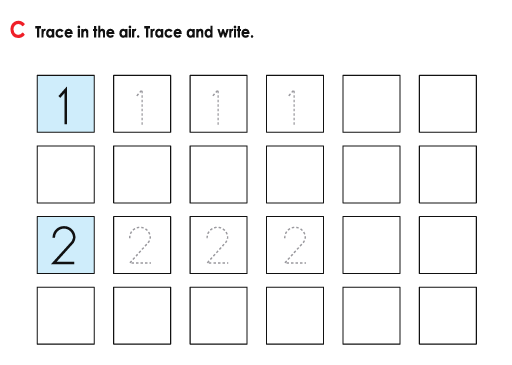 C Trace in the air. Trace and write.
1 1 1 1
2 2 2 2